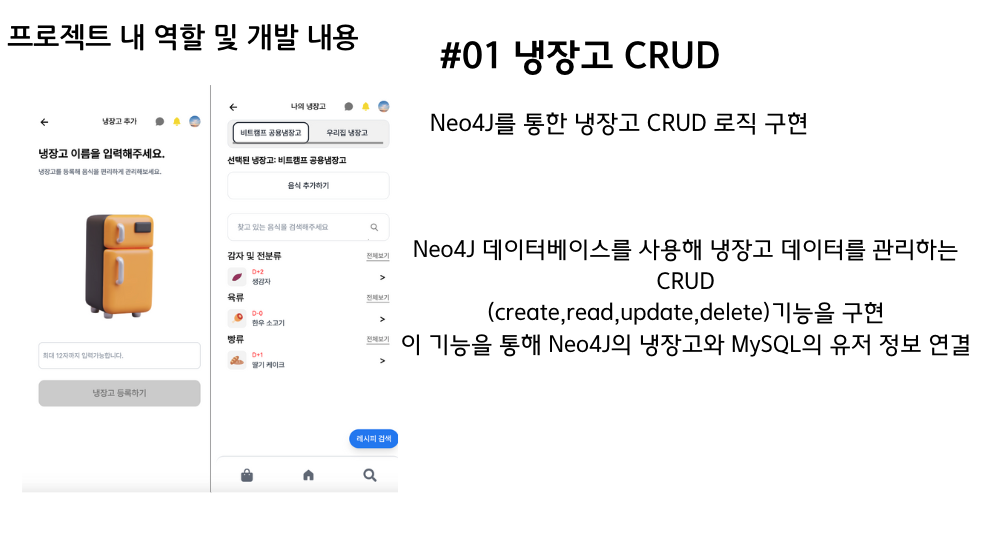 프로젝트 내 역할 및 개발 내용
#01 냉장고 CRUD
Neo4J를 통한 냉장고 CRUD 로직 구현
Neo4J 데이터베이스를 사용해 냉장고 데이터를 관리하는
CRUD
(create,read,update,delete)기능을 구현
이 기능을 통해 Neo4J의 냉장고와 MySQL의 유저 정보 연결
냉장고 추가
냉장고 이름을 입력해주세요.
냉장고를 등록해 음식을 편리하게 관리해보세요.
최대 12자까지 입력가능합니다.
냉장고 등록하기
나의 냉장고
비트캠프 공용냉장고 우리집 냉장고
선택된 냉장고: 비트캠프 공용냉장고
음식 추가하기
찾고 있는 음식을 검색해주세요
감자 및 전분류 전체보기
D+2
생감자 >
육류 전체보기
D-0
한우 소고기 >
빵류 전체보기
D+1
딸기 케이크 >
레시피 검색